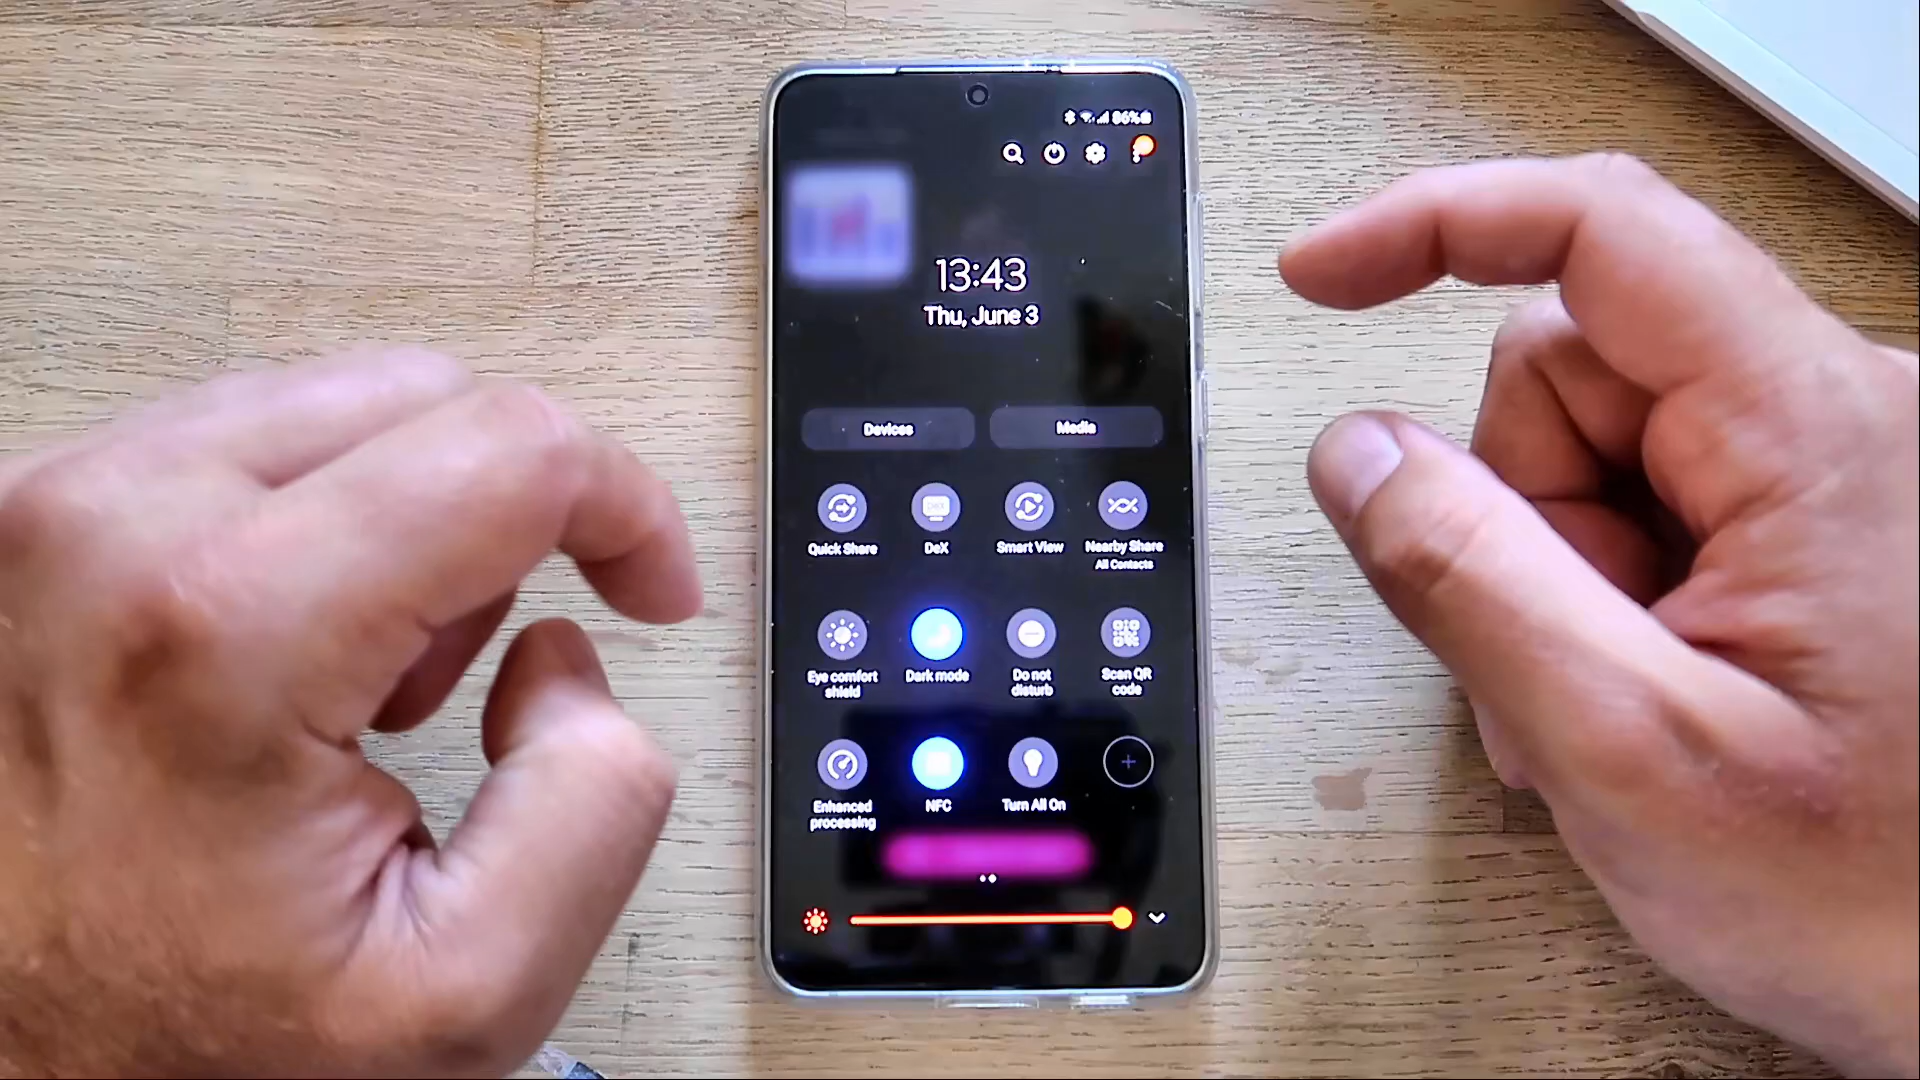 86%
13:43
Thu, June 3
Devices
Media
Quick Share
DeX
Smart View
Nearby Share
All Contacts
Eye comfort
shield
Dark mode
Do not
disturb
Scan QR
code
Enhanced
processing
NFC
Turn All On